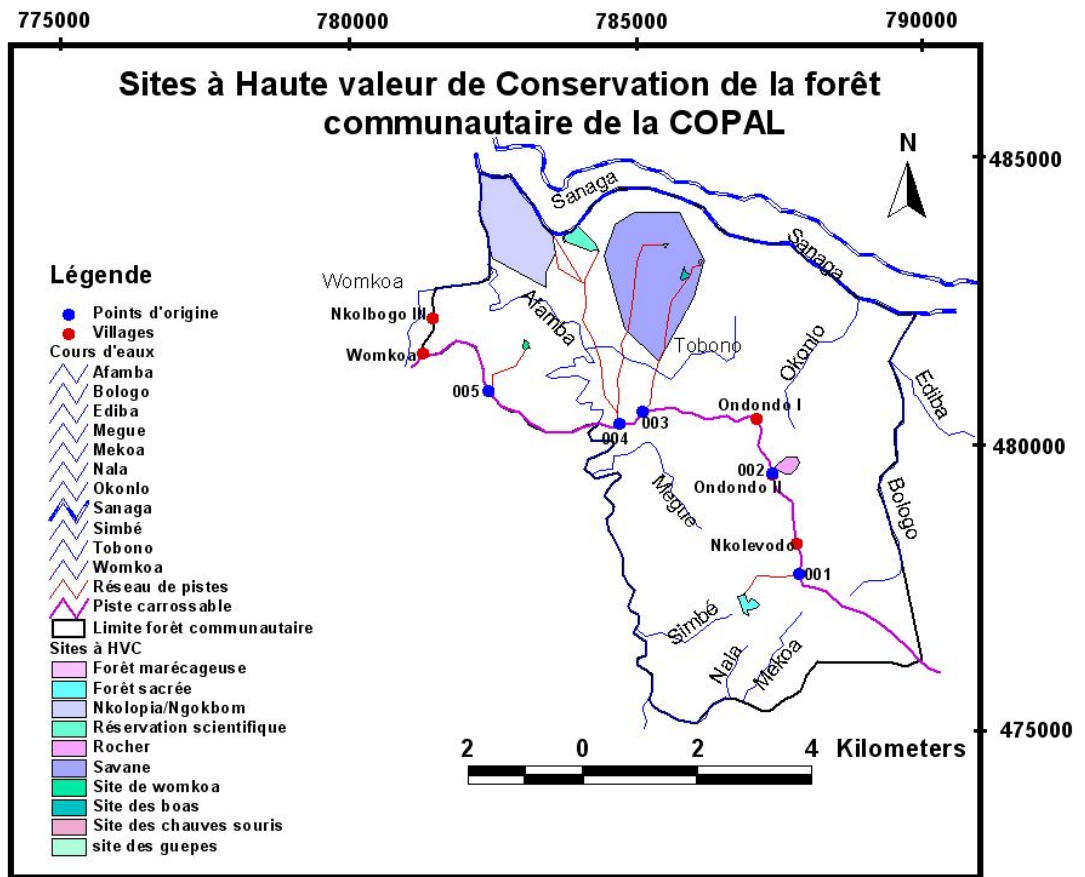 775000 780000 785000 790000
Sites à Haute valeur de Conservation de la forêt
communautaire de la COPAL
N
485000
480000
475000
Sanaga
Sanaga
Womkoa
Nkolbogo III
Womkoa
Afamba
Tobono
Okonlo
Ediba
005
004
003
Ondondo I
002
Ondondo II
Megue
Bologo
Nkolevodo
001
Simbé
Nala
Mekoa
Légende
Points d'origine
Villages
Cours d'eaux
Afamba
Bologo
Ediba
Megue
Mekoa
Nala
Okonlo
Sanaga
Simbé
Tobono
Womkoa
Réseau de pistes
Piste carrossable
Limite forêt communautaire
Sites à HVC
Forêt marécageuse
Forêt sacrée
Nkolopia/Ngokbom
Réservation scientifique
Rocher
Savane
Site de womkoa
Site des boas
Site des chauves souris
site des guepes
2 0 2 4 Kilometers